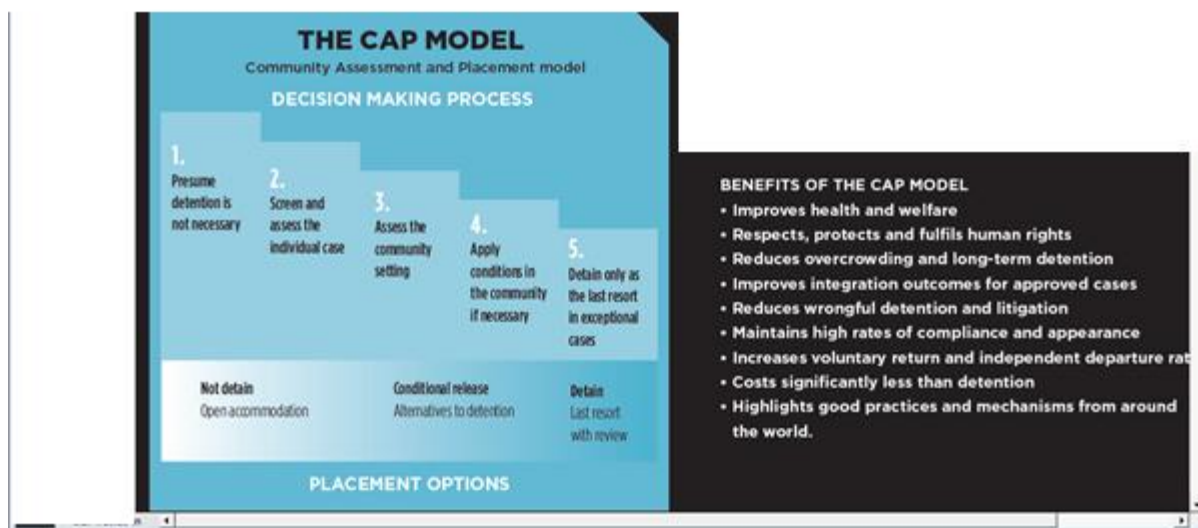 THE CAP MODEL
Community Assessment and Placement model
DECISION MAKING PROCESS
1.
Presume
detention is
not necessary
2.
Screen and
assess the
individual case
3.
Assess the
community
setting
4.
Apply
conditions in
the community
if necessary
5.
Detain only as
the last resort
in exceptional
cases
Not detain
Open accommodation
Conditional release
Alternatives to detention
Detain
Last resort
with review
PLACEMENT OPTIONS
BENEFITS OF THE CAP MODEL
• Improves health and welfare
• Respects, protects and fulfils human rights
• Reduces overcrowding and long-term detention
• Improves integration outcomes for approved cases
• Reduces wrongful detention and litigation
• Maintains high rates of compliance and appearance
• Increases voluntary return and independent departure rat
• Costs significantly less than detention
• Highlights good practices and mechanisms from around
the world.